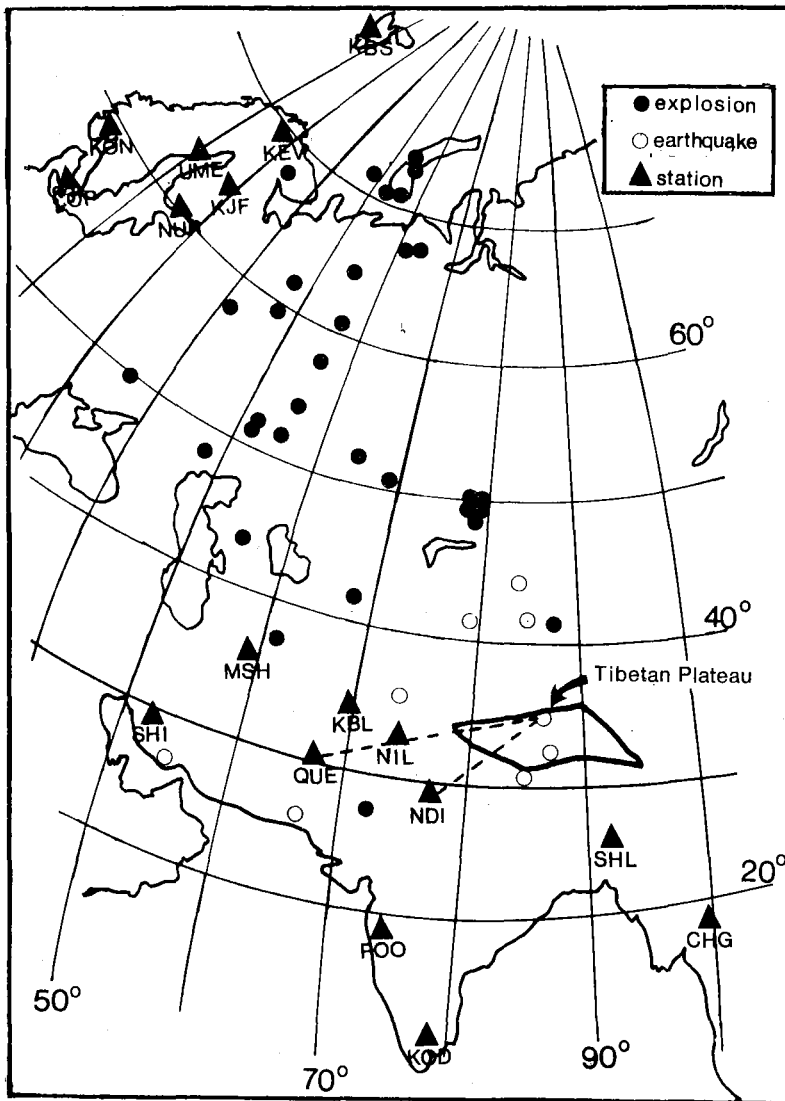 KBS
explosion
earthquake
station
KON
UME
KEV
COP
KJF
NUR
60°
40°
Tibetan Plateau
MSH
SHI
KBL
NIL
QUE
NDI
SHL
20°
POO
CHG
50°
KOD
70°
90°